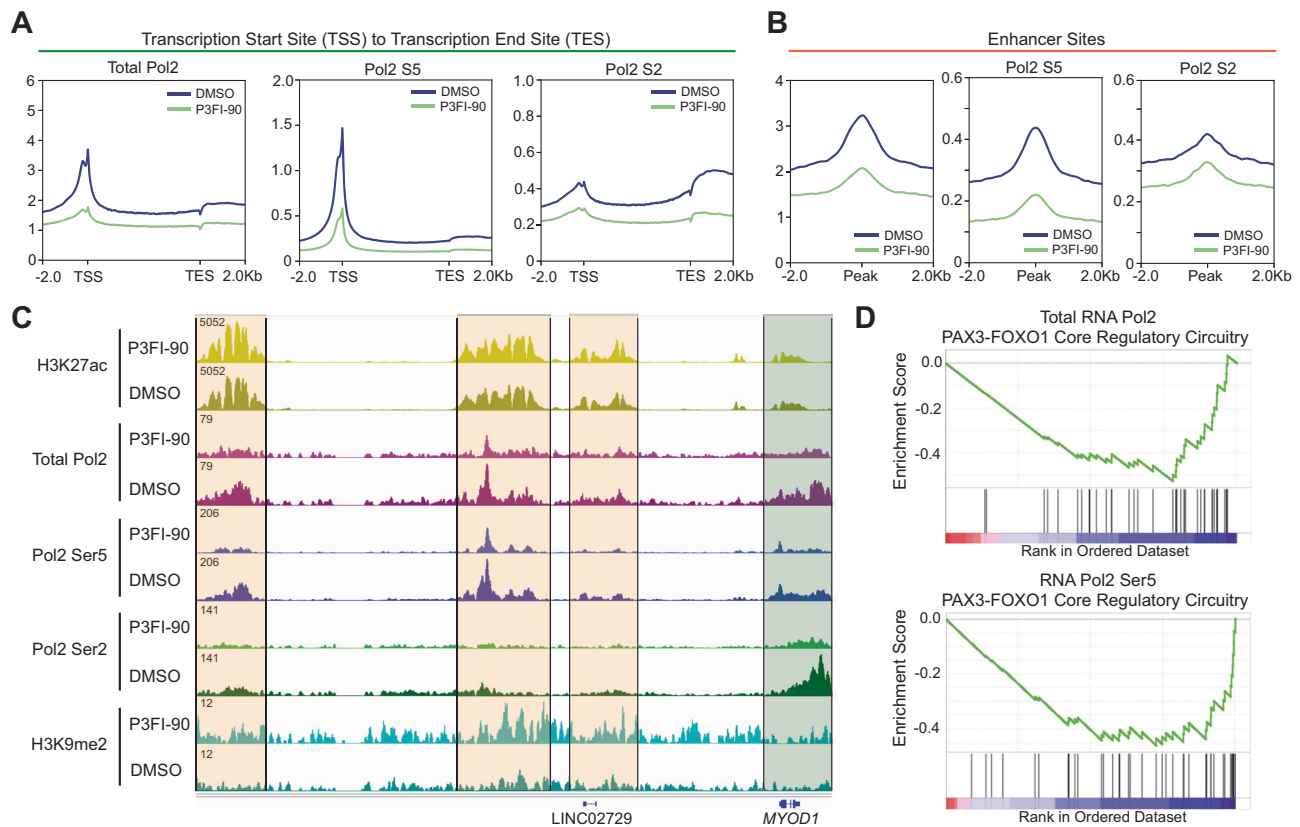 A
Transcription Start Site (TSS) to Transcription End Site (TES)
Total Pol2
6
5
4
3
2
1
0
DMSO
P3FI-90
-2.0 TSS TES 2.0Kb
Pol2 S5
2.0
1.5
1.0
0.5
0
DMSO
P3FI-90
-2.0 TSS TES 2.0Kb
Pol2 S2
1.0
0.8
0.6
0.4
0.2
0
DMSO
P3FI-90
-2.0 TSS TES 2.0Kb
B
Enhancer Sites
4
3
2
1
0
DMSO
P3FI-90
-2.0 Peak 2.0Kb
Pol2 S5
0.6
0.4
0.2
0
DMSO
P3FI-90
-2.0 Peak 2.0Kb
Pol2 S2
0.6
0.4
0.2
0
DMSO
P3FI-90
-2.0 Peak 2.0Kb
C
H3K27ac
P3FI-90
5052
DMSO
5052
Total Pol2
P3FI-90
79
DMSO
79
Pol2 Ser5
P3FI-90
206
DMSO
206
Pol2 Ser2
P3FI-90
141
DMSO
141
H3K9me2
P3FI-90
12
DMSO
12
LINC02729
MYOD1
D
Total RNA Pol2
PAX3-FOXO1 Core Regulatory Circuitry
Enrichment Score
0.0
-0.2
-0.4
Rank in Ordered Dataset
RNA Pol2 Ser5
PAX3-FOXO1 Core Regulatory Circuitry
Enrichment Score
0.0
-0.2
-0.4
Rank in Ordered Dataset